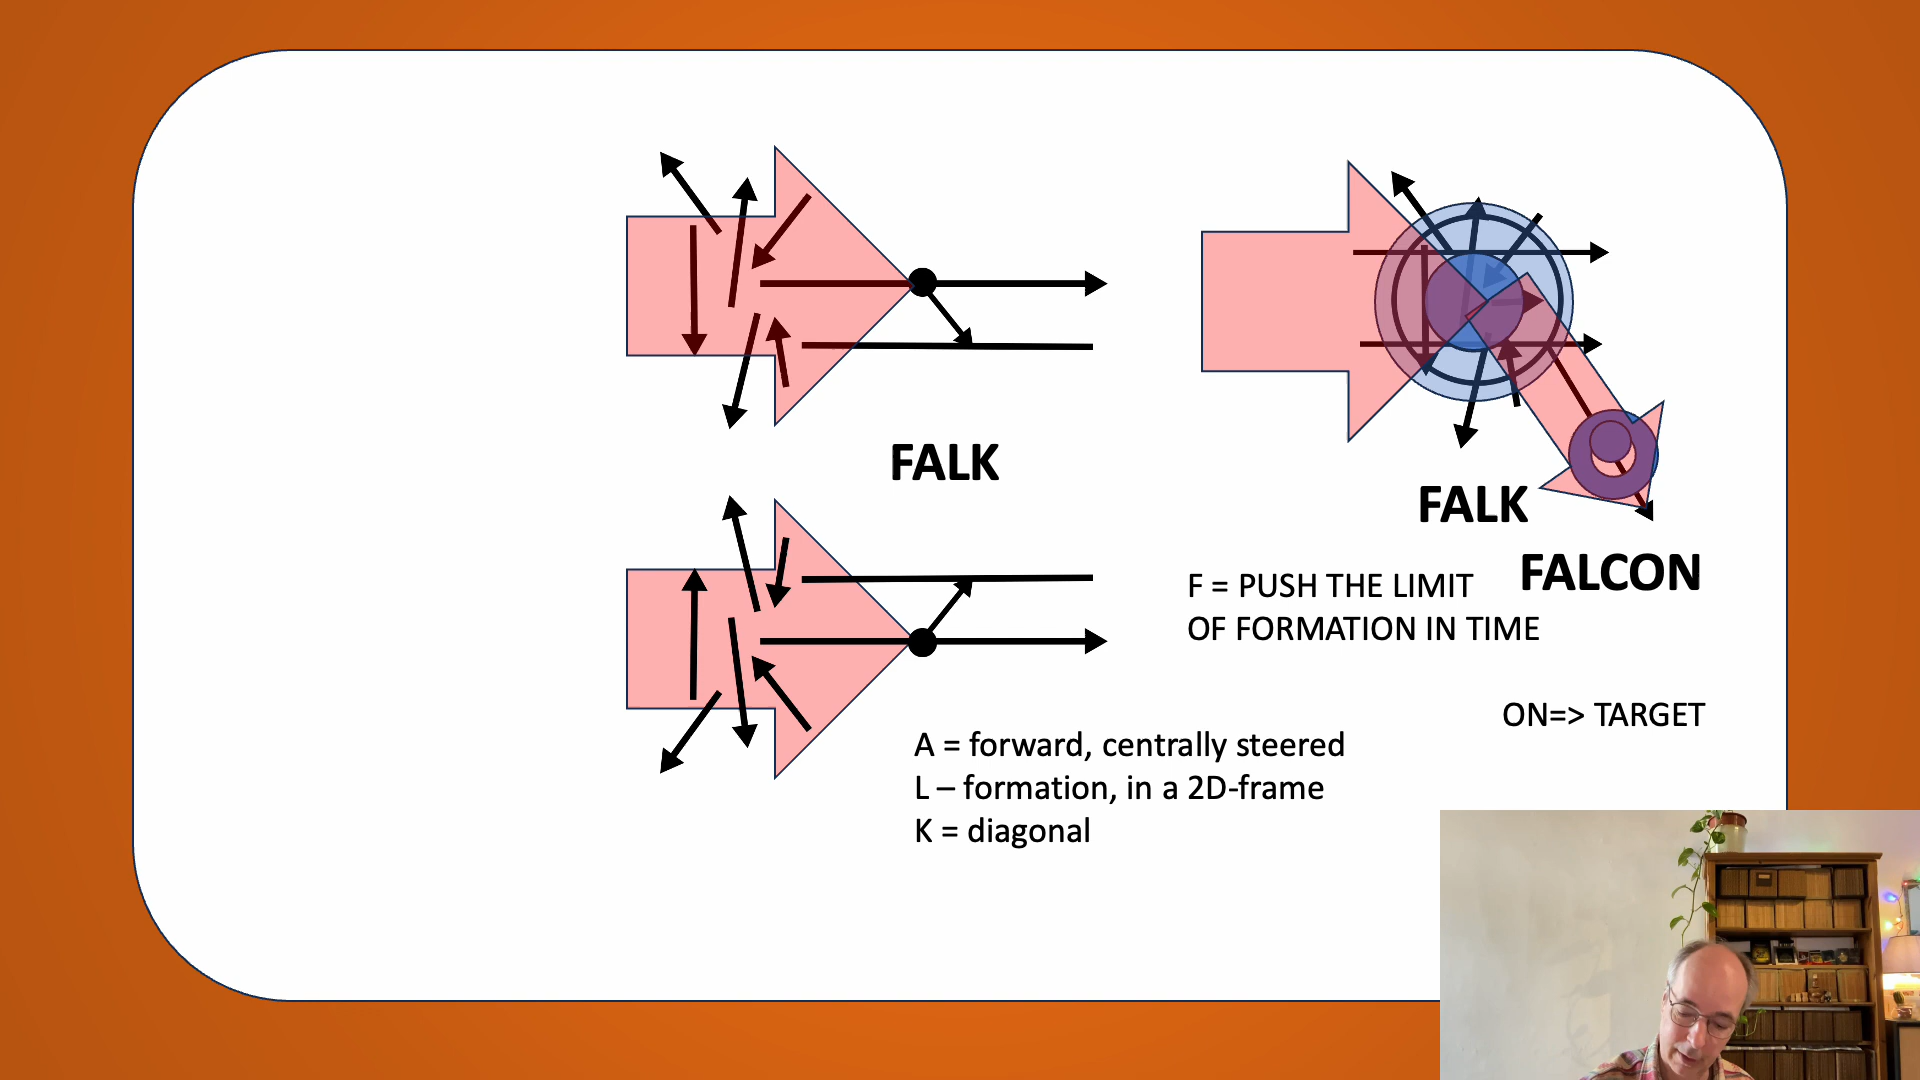 FALK
FALK
FALCON
F = PUSH THE LIMIT
OF FORMATION IN TIME
ON=> TARGET
A = forward, centrally steered
L – formation, in a 2D-frame
K = diagonal